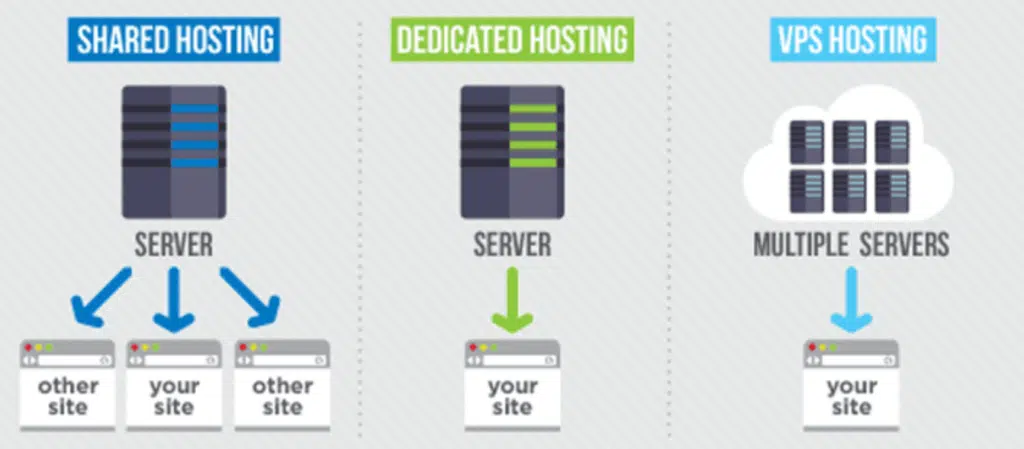 SHARED HOSTING
DEDICATED HOSTING
VPS HOSTING
SERVER
SERVER
MULTIPLE SERVERS
other
site
your
site
other
site
your
site
your
site